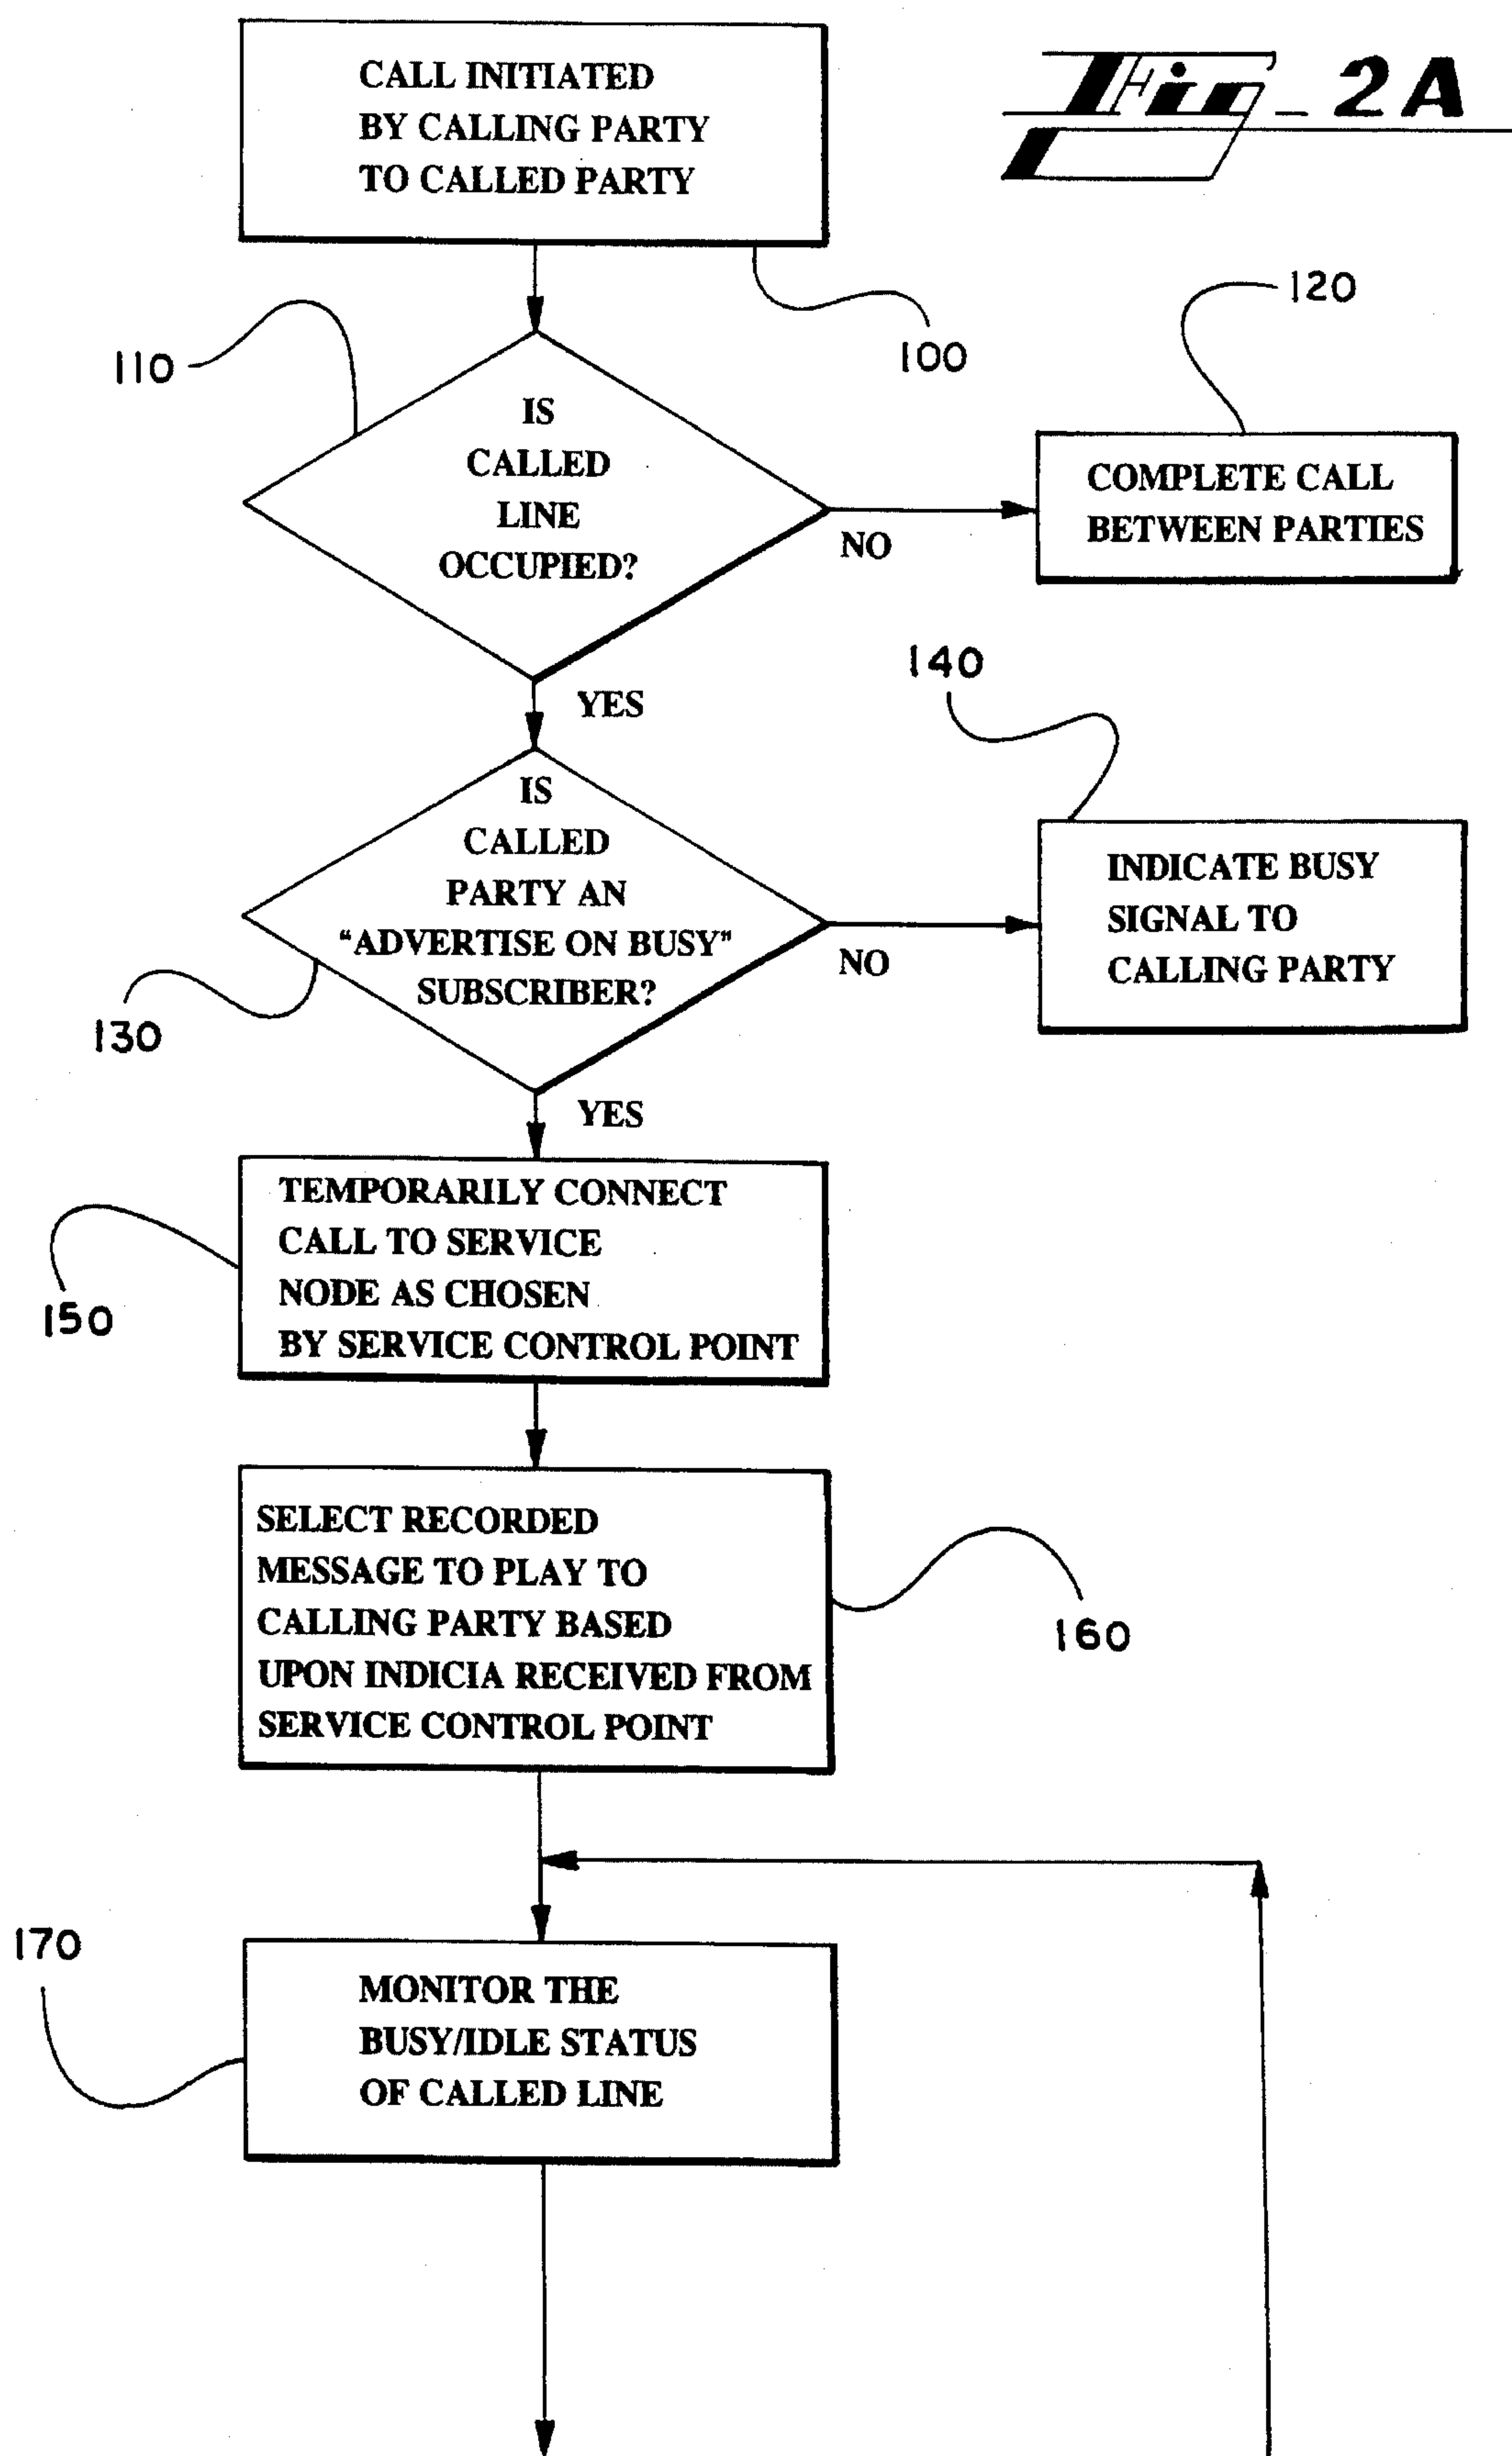 Fig_2A
CALL INITIATED
BY CALLING PARTY
TO CALLED PARTY
100
110
IS
CALLED
LINE
OCCUPIED?
NO
120
COMPLETE CALL
BETWEEN PARTIES
YES
130
IS
CALLED
PARTY AN
"ADVERTISE ON BUSY"
SUBSCRIBER?
NO
140
INDICATE BUSY
SIGNAL TO
CALLING PARTY
YES
150
TEMPORARILY CONNECT
CALL TO SERVICE
NODE AS CHOSEN
BY SERVICE CONTROL POINT
SELECT RECORDED
MESSAGE TO PLAY TO
CALLING PARTY BASED
UPON INDICIA RECEIVED FROM
SERVICE CONTROL POINT
160
170
MONITOR THE
BUSY/IDLE STATUS
OF CALLED LINE